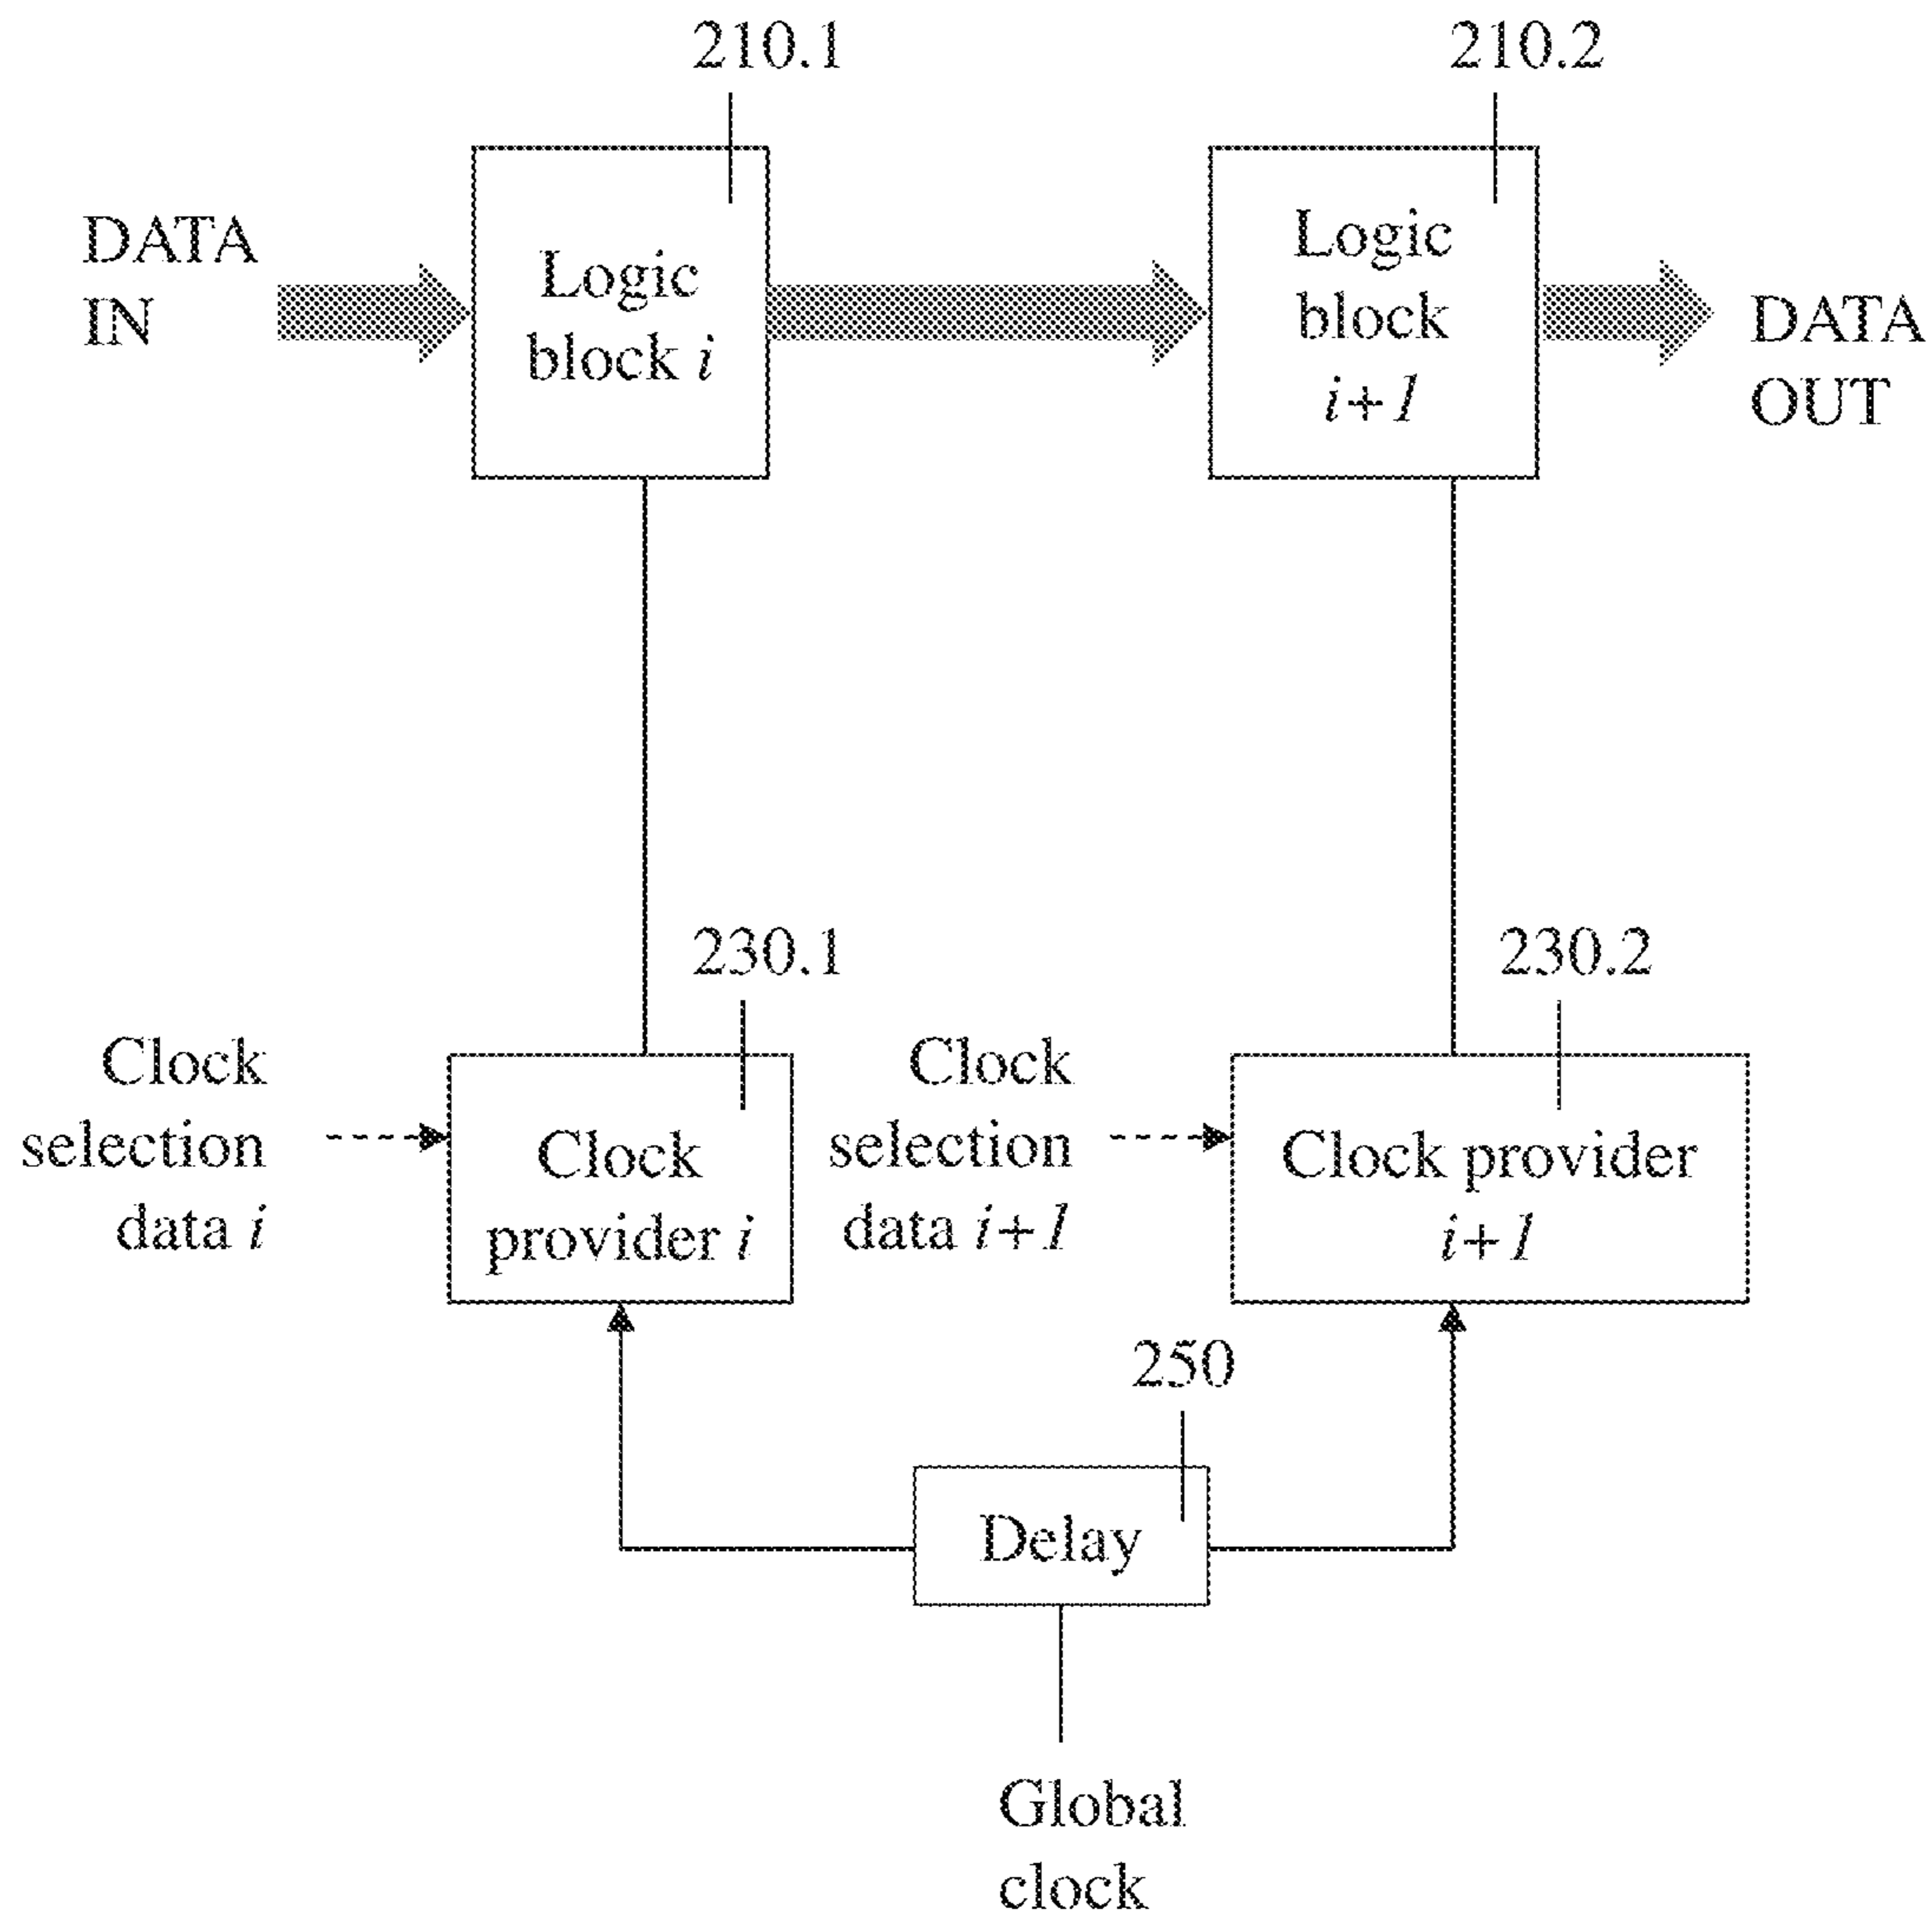 210.1
210.2
DATA
IN
Logic
block i
Logic
block
i+1
DATA
OUT
230.1
230.2
Clock
selection
data i
Clock
provider i
Clock
selection
data i+1
Clock provider
i+1
250
Delay
Global
clock